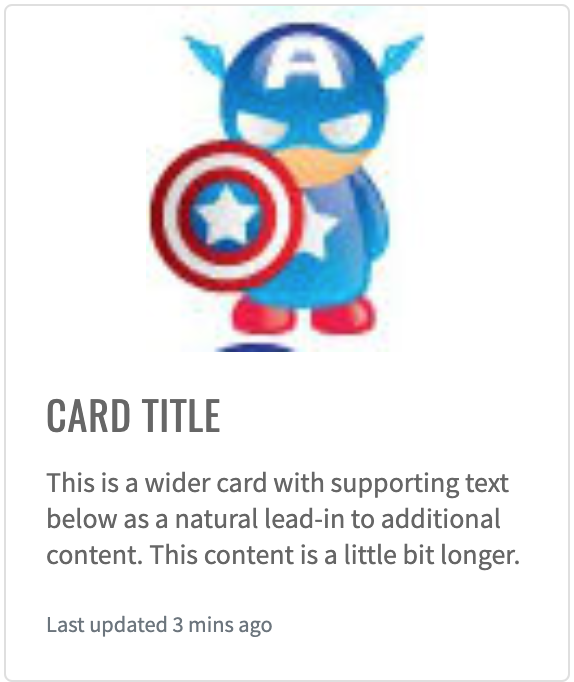 A
CARD TITLE
This is a wider card with supporting text
below as a natural lead-in to additional
content. This content is a little bit longer.
Last updated 3 mins ago